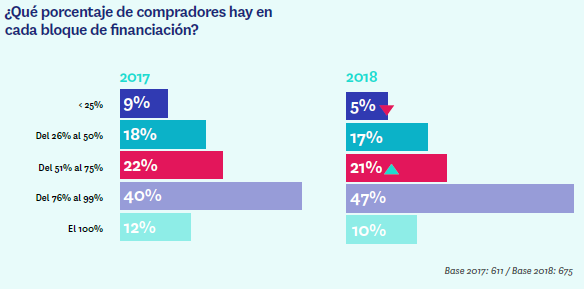 ¿Qué porcentaje de compradores hay en
cada bloque de financiación?
2017
2018
< 25%
9%
5%
Del 26% al 50%
18%
17%
Del 51% al 75%
22%
21%
Del 76% al 99%
40%
47%
El 100%
12%
10%
Base 2017: 611 / Base 2018: 675